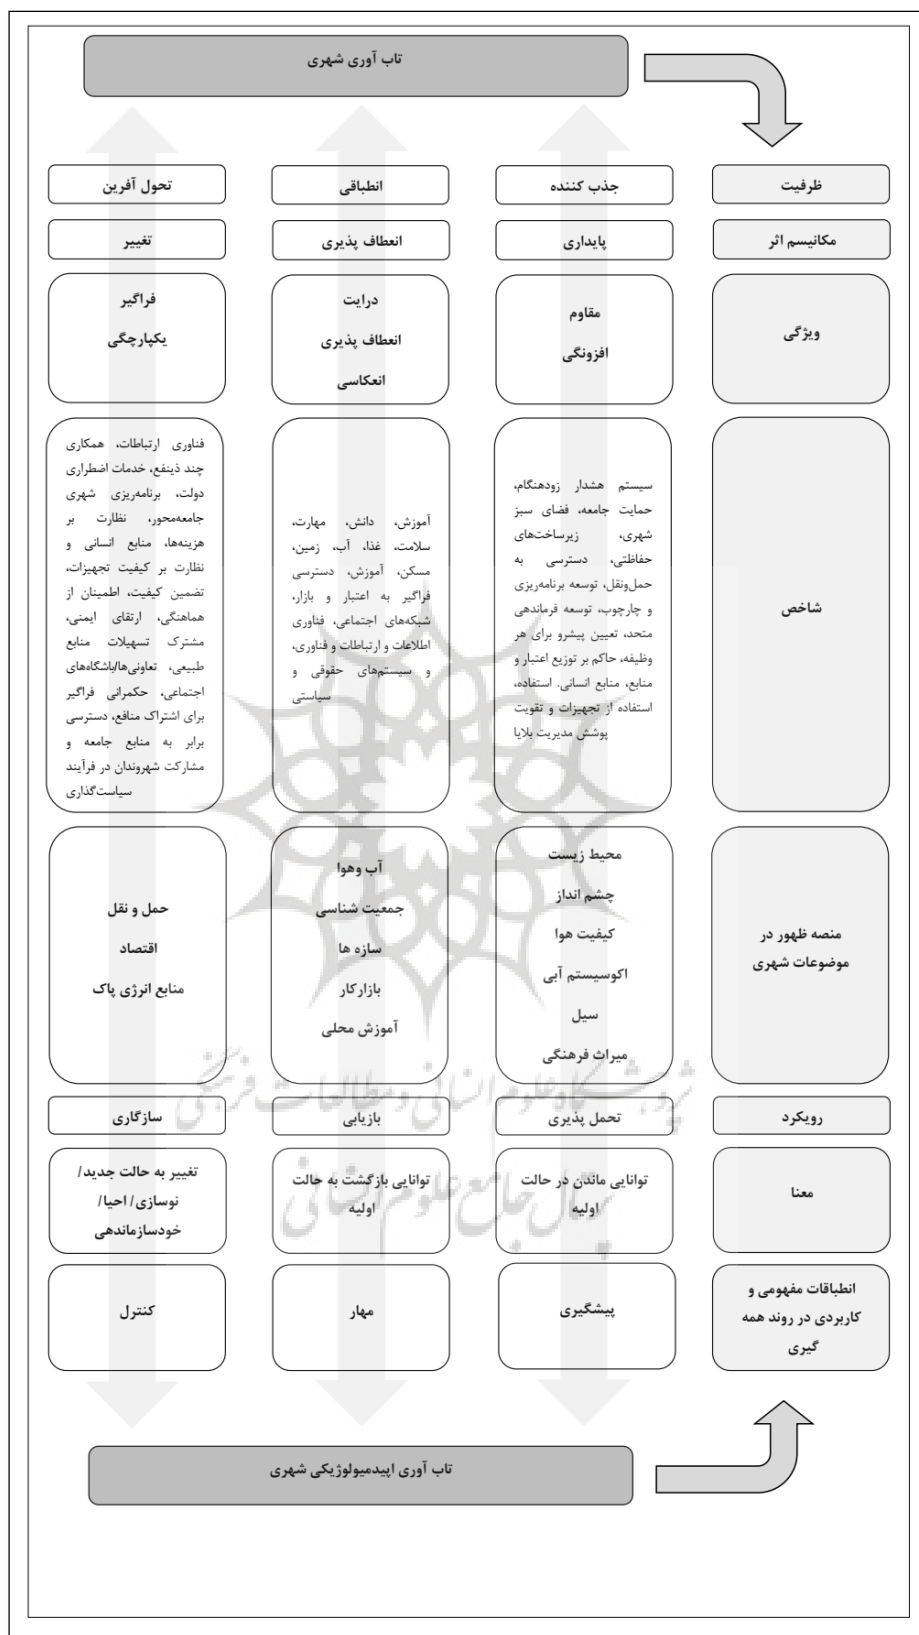 تاب آوری شهری
ظرفیت
جذب کننده
انطباقی
تحول آفرین
مکانیسم اثر
پایداری
انعطاف پذیری
تغییر
ویژگی
مقاوم
افزونگی
درایت
انعطاف پذیری
انعکاسی
فراگیر
یکپارچگی
شاخص
سیستم هشدار زودهنگام،
حمایت جامعه، فضای سبز
شهری، زیرساخت‌های
حفاظتی، دسترسی به
حمل‌ونقل، توسعه برنامه‌ریزی
و چارچوب، توسعه فرماندهی
متحد، تعیین پیشرو برای هر
وظیفه، حاکم بر توزیع اعتبار و
منابع، منابع انسانی. استفاده،
استفاده از تجهیزات و تقویت
پوشش مدیریت بلایا
آموزش، دانش، مهارت،
سلامت، غذا، آب، زمین،
مسکن، آموزش، دسترسی
فراگیر به اعتبار و بازار،
شبکه‌های اجتماعی، فناوری
اطلاعات و ارتباطات و فناوری،
و سیستم‌های حقوقی و
سیاستی
فناوری ارتباطات، همکاری
چند ذینفع، خدمات اضطراری
دولت، برنامه‌ریزی شهری
جامعه‌محور، نظارت بر
هزینه‌ها، منابع انسانی و
نظارت بر کیفیت تجهیزات،
تضمین کیفیت، اطمینان از
هماهنگی، ارتقای ایمنی،
مشترک تسهیلات منابع
طبیعی، تعاونی‌ها/باشگاه‌های
اجتماعی، حکمرانی فراگیر
برای اشتراک منافع، دسترسی
برابر به منابع جامعه و
مشارکت شهروندان در فرآیند
سیاست‌گذاری
منصه ظهور در
موضوعات شهری
محیط زیست
چشم انداز
کیفیت هوا
اکوسیستم آبی
سیل
میراث فرهنگی
آب وهوا
جمعیت شناسی
سازه ها
بازارکار
آموزش محلی
حمل و نقل
اقتصاد
منابع انرژی پاک
پژوهشگاه علوم انسانی و مطالعات فرهنگی
رویکرد
تحمل پذیری
بازیابی
سازگاری
معنا
توانایی ماندن در حالت
اولیه
توانایی بازگشت به حالت
اولیه
تغییر به حالت جدید/
نوسازی/ احیا/
خودسازماندهی
پرتال جامع علوم انسانی
انطباقات مفهومی و
کاربردی در روند همه
گیری
پیشگیری
مهار
کنترل
تاب آوری اپیدمیولوژیکی شهری